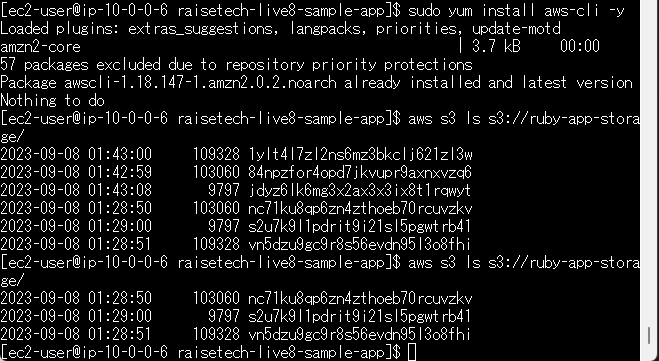 [ec2-user@ip-10-0-0-6 raisetech-live8-sample-app]$ sudo yum install aws-cli -y
Loaded plugins: extras_suggestions, langpacks, priorities, update-motd
amzn2-core | 3.7 kB 00:00
57 packages excluded due to repository priority protections
Package awscli-1.18.147-1.amzn2.0.2.noarch already installed and latest version
Nothing to do
[ec2-user@ip-10-0-0-6 raisetech-live8-sample-app]$ aws s3 ls s3://ruby-app-stora
ge/
2023-09-08 01:43:00 109328 1ylt4l7zl2ns6mz3bkclj621zl3w
2023-09-08 01:42:59 103060 84npzfor4opd7jkvupr9axnxvzq6
2023-09-08 01:43:08 9797 jdyz6lk6mg3x2ax3x3ix8t1rqwyt
2023-09-08 01:28:50 103060 nc71ku8qp6zn4zthoeb70rcuvzkv
2023-09-08 01:29:00 9797 s2u7k9l1pdrit9i21sl5pgwtrb41
2023-09-08 01:28:51 109328 vn5dzu9gc9r8s56evdn95l3o8fhi
[ec2-user@ip-10-0-0-6 raisetech-live8-sample-app]$ aws s3 ls s3://ruby-app-stora
ge/
2023-09-08 01:28:50 103060 nc71ku8qp6zn4zthoeb70rcuvzkv
2023-09-08 01:29:00 9797 s2u7k9l1pdrit9i21sl5pgwtrb41
2023-09-08 01:28:51 109328 vn5dzu9gc9r8s56evdn95l3o8fhi
[ec2-user@ip-10-0-0-6 raisetech-live8-sample-app]$